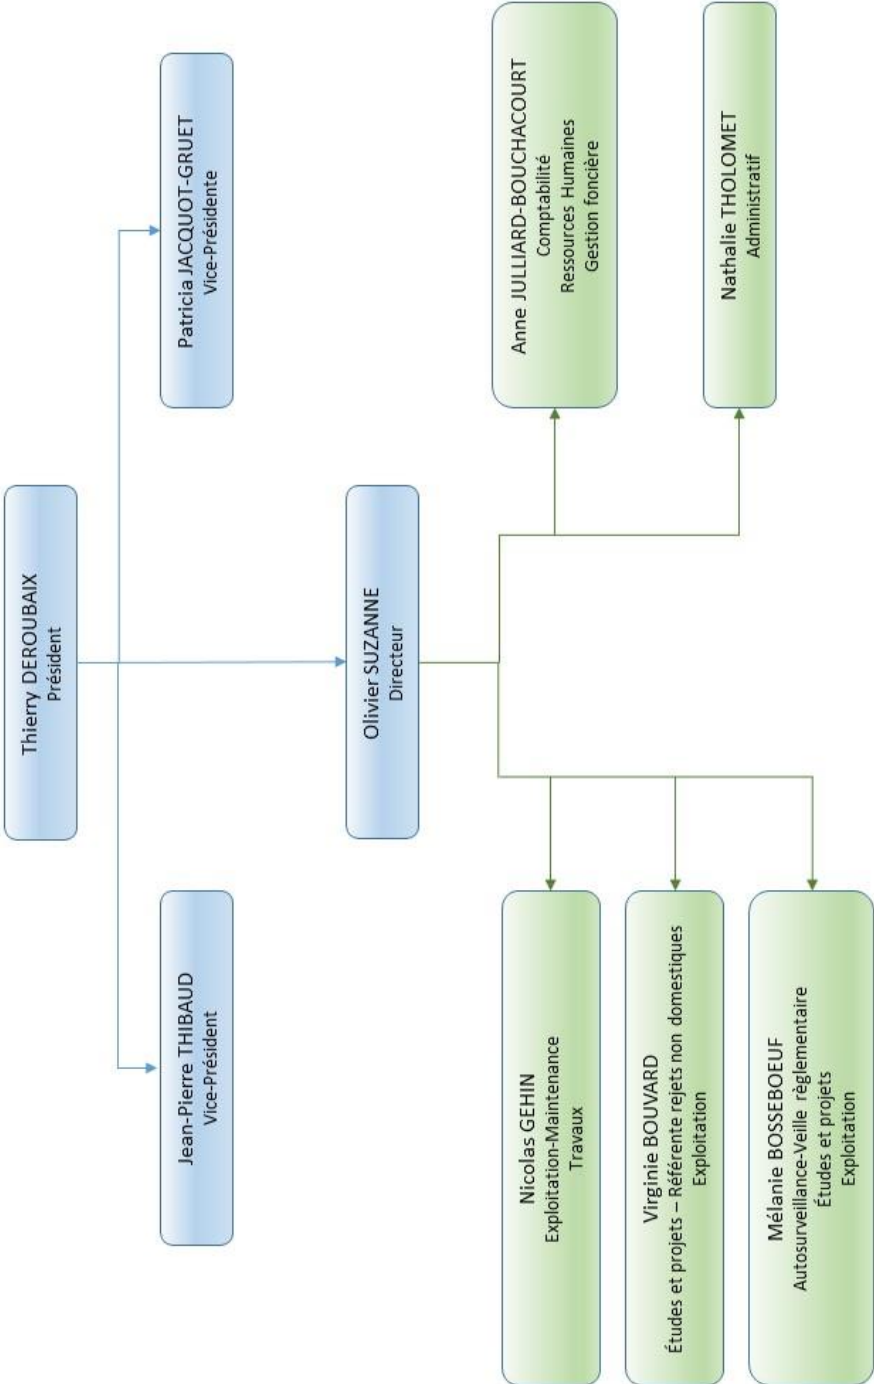 Thierry DEROUBAIX
Président
Jean-Pierre THIBAUD
Vice-Président
Patricia JACQUOT-GRUET
Vice-Présidente
Olivier SUZANNE
Directeur
Nicolas GEHIN
Exploitation-Maintenance
Travaux
Virginie BOUVARD
Études et projets – Référente rejets non domestiques
Exploitation
Mélanie BOSSEBOEUF
Autosurveillance-Veille règlementaire
Études et projets
Exploitation
Anne JULLIARD-BOUCHACOURT
Comptabilité
Ressources Humaines
Gestion foncière
Nathalie THOLOMET
Administratif